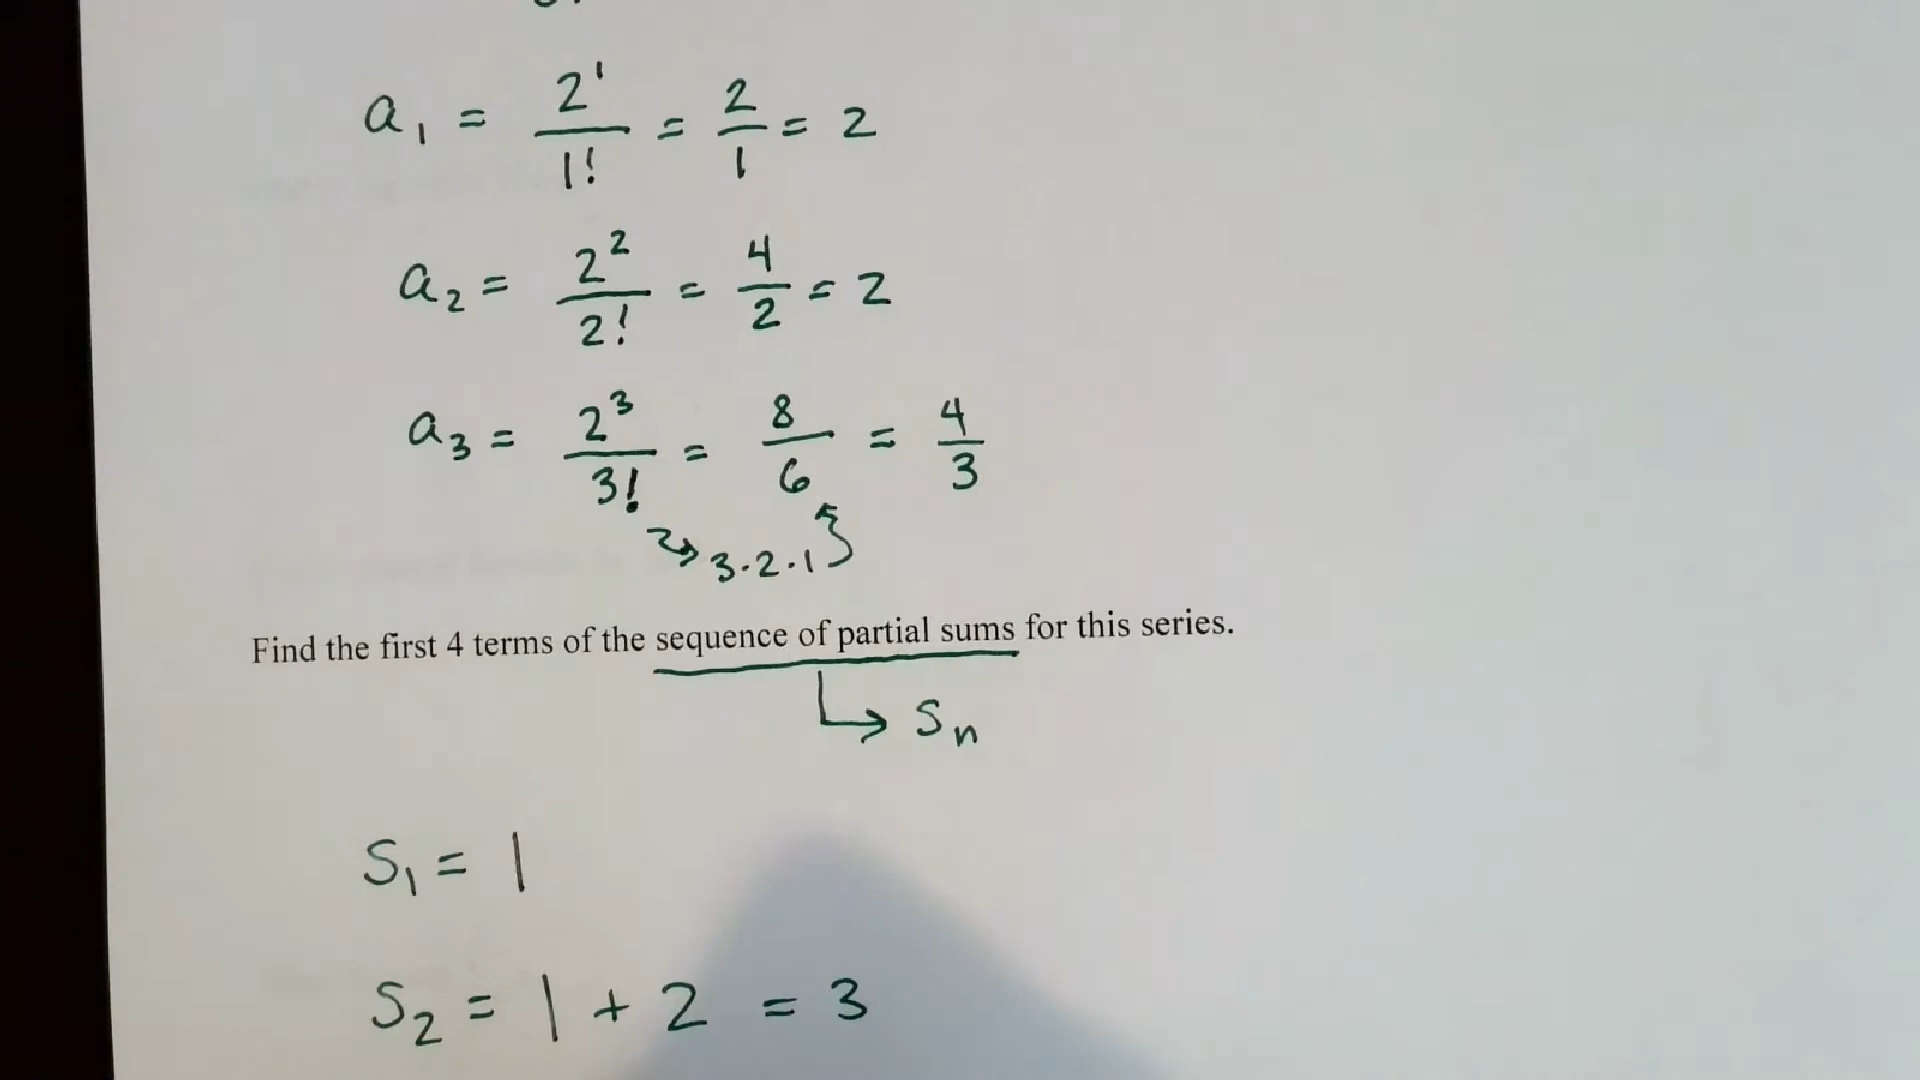 a₁ = 2¹/1! = 2/1 = 2
a₂ = 2²/2! = 4/2 = 2
a₃ = 2³/3! = 8/6 = 4/3
3·2·1
Find the first 4 terms of the sequence of partial sums for this series.
Sₙ
S₁ = 1
S₂ = 1 + 2 = 3